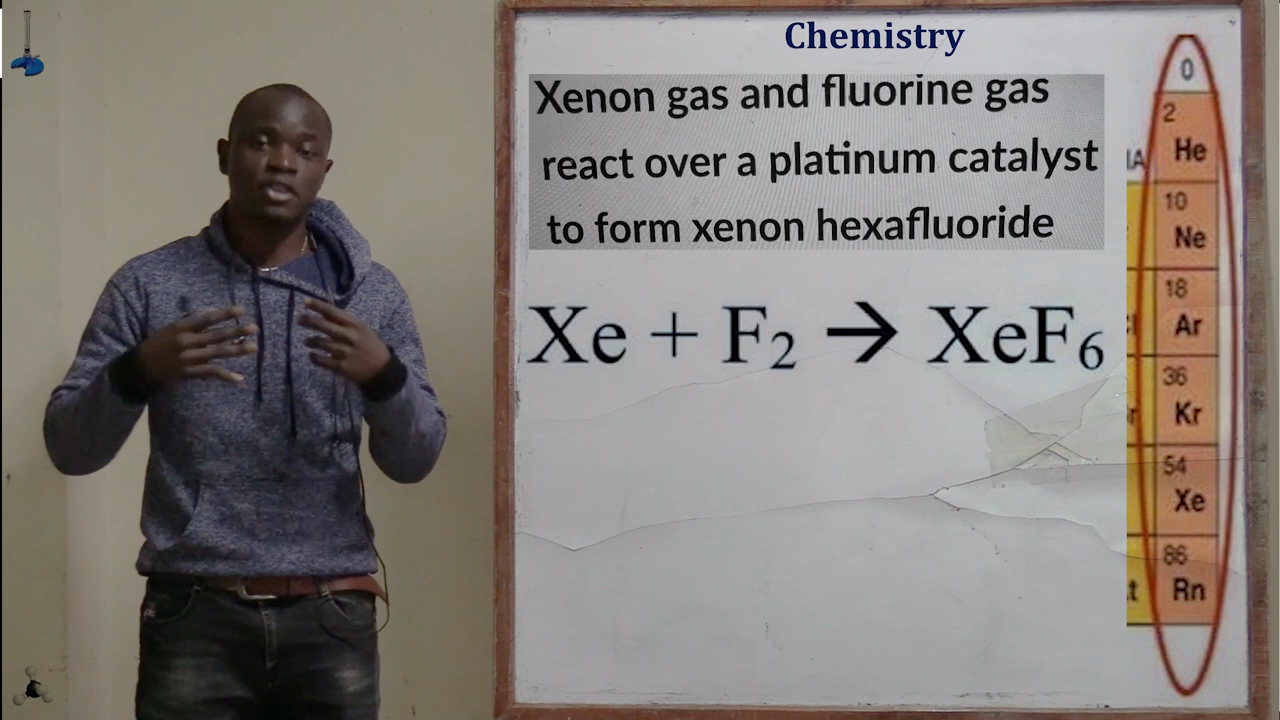 Chemistry
Xenon gas and fluorine gas
react over a platinum catalyst
to form xenon hexafluoride
Xe + F₂ → XeF₆
0
2
He
10
Ne
18
Ar
36
Kr
54
Xe
86
Rn